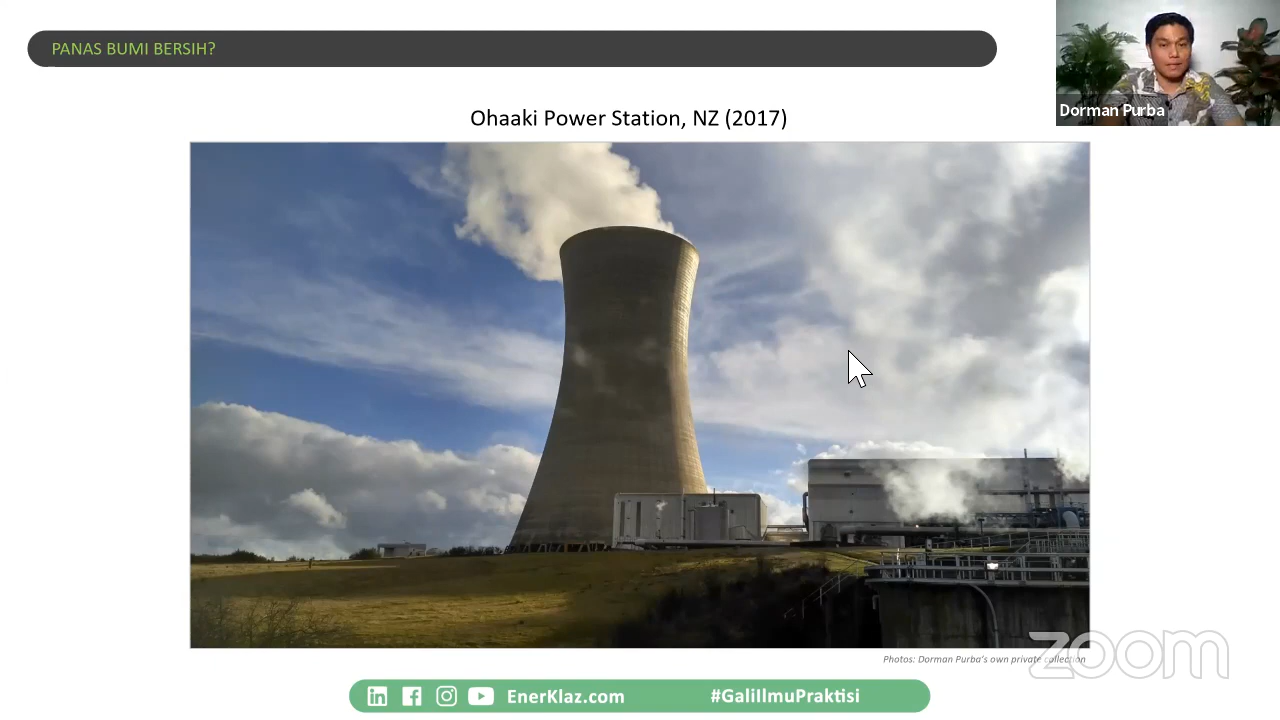 PANAS BUMI BERSIH?
Dorman Purba
Ohaaki Power Station, NZ (2017)
zoom
Photos: Dorman Purba's own private collection
EnerKlaz.com
#GaliIlmuPraktisi